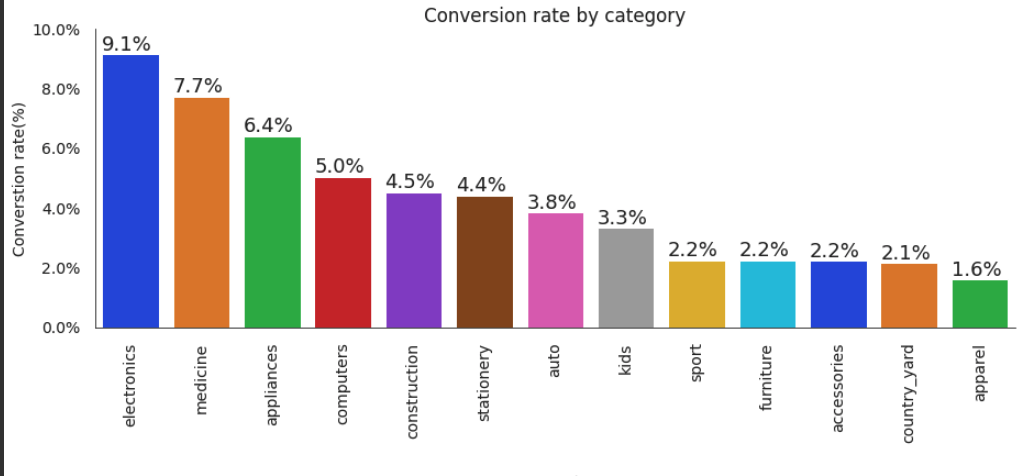 Conversion rate by category
Converstion rate(%)
10.0%
8.0%
6.0%
4.0%
2.0%
0.0%
9.1%
7.7%
6.4%
5.0%
4.5%
4.4%
3.8%
3.3%
2.2%
2.2%
2.2%
2.1%
1.6%
electronics
medicine
appliances
computers
construction
stationery
auto
kids
sport
furniture
accessories
country_yard
apparel